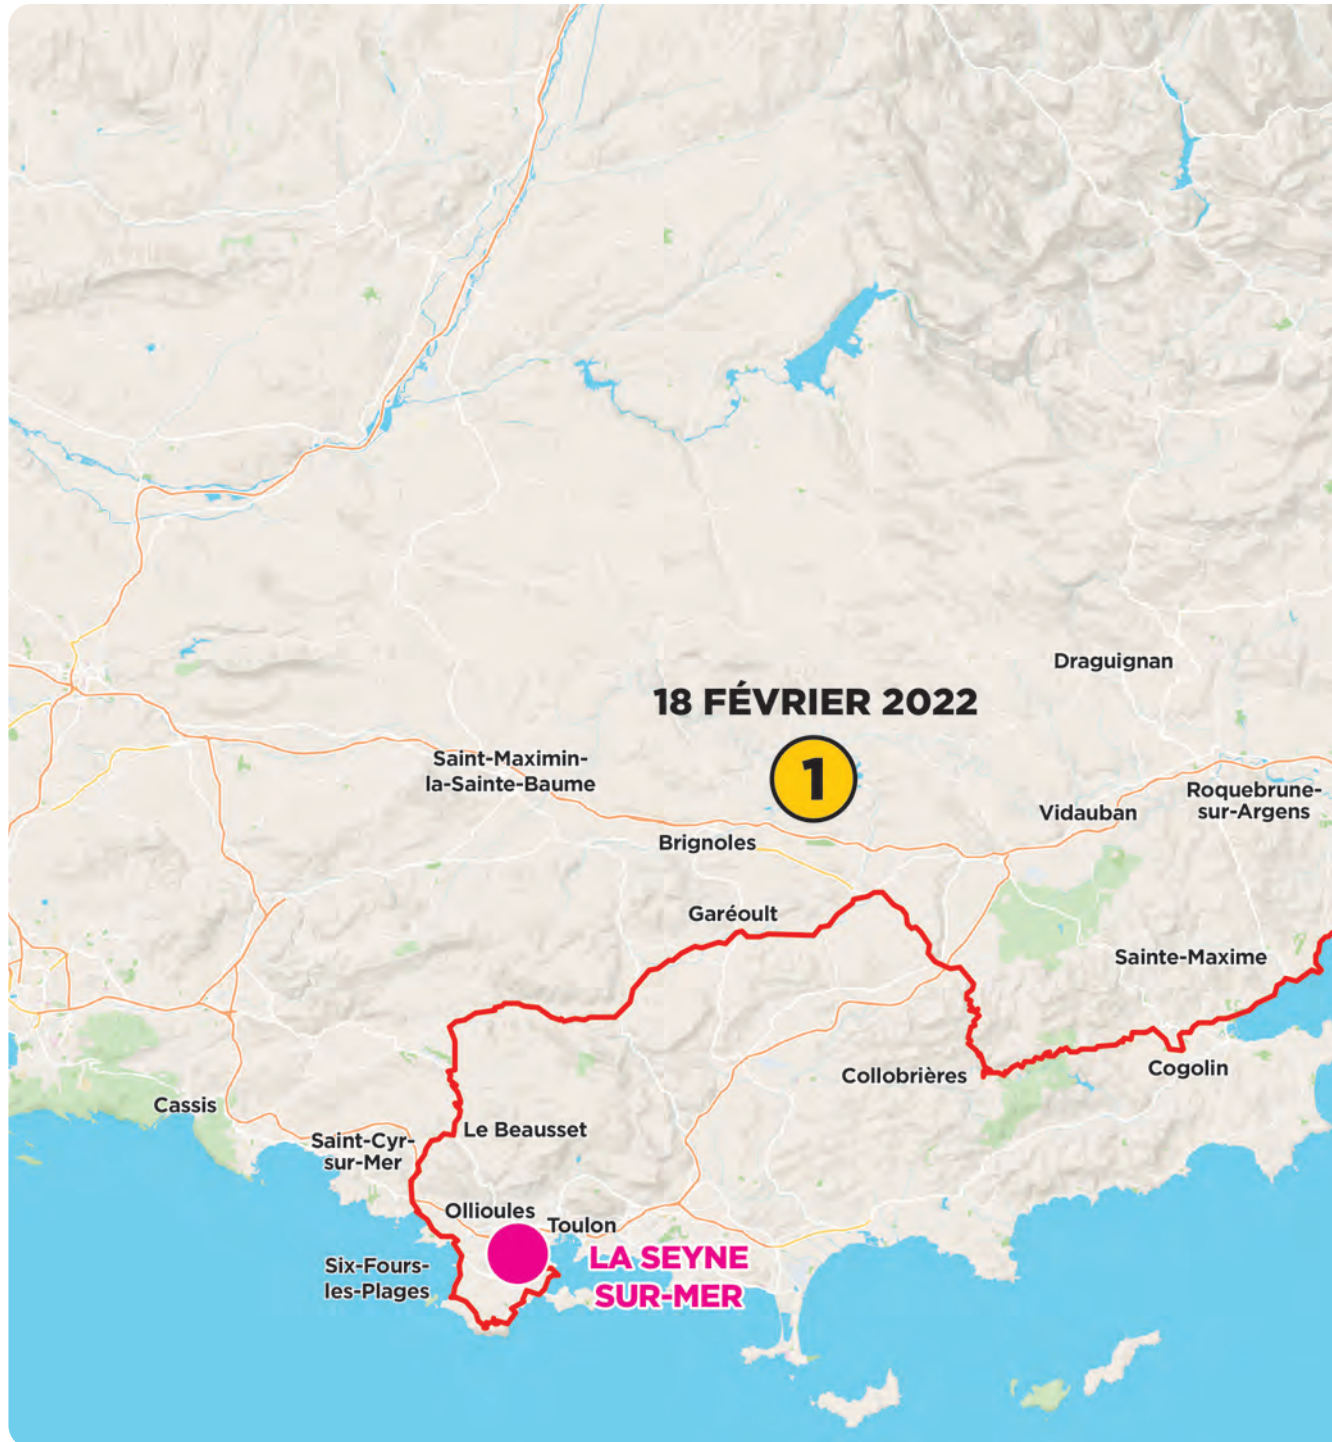 Draguignan
18 FÉVRIER 2022
1
Saint-Maximin-
la-Sainte-Baume
Roquebrune-
sur-Argens
Vidauban
Brignoles
Garéoult
Sainte-Maxime
Collobrières
Cogolin
Cassis
Le Beausset
Saint-Cyr-
sur-Mer
Ollioules
Toulon
LA SEYNE
SUR-MER
Six-Fours-
les-Plages